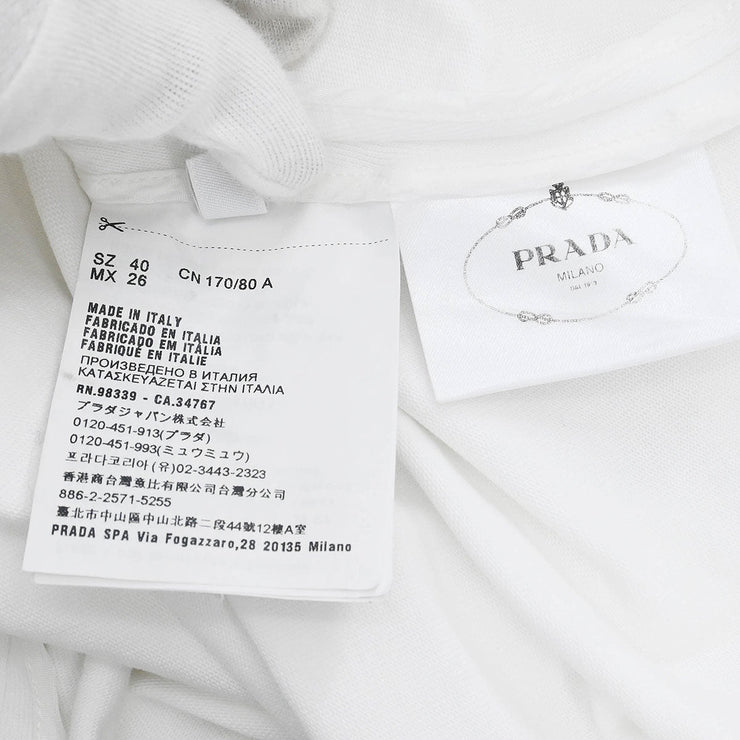 SZ 40 CN 170/80 A
MX 26
MADE IN ITALY
FABRICADO EN ITALIA
FABRICADO EM ITÀLIA
FABRIQUÉ EN ITALIE
ПРОИЗВЕДЕНО В ИТАЛИЯ
ΚΑΤΑΣΚΕΥΑΖΕΤΑΙ ΣΤΗΝ ΙΤΑΛΙΑ
RN.98339 - CA.34767
プラダジャパン株式会社
0120-451-913(プラダ)
0120-451-993(ミュウミュウ)
프라다코리아 (유)02-3443-2323
香港商台灣壹比有限公司台灣分公司
886-2-2571-5255
臺北市中山區中山北路二段44號12樓A室
PRADA SPA Via Fogazzaro,28 20135 Milano
PRADA
MILANO